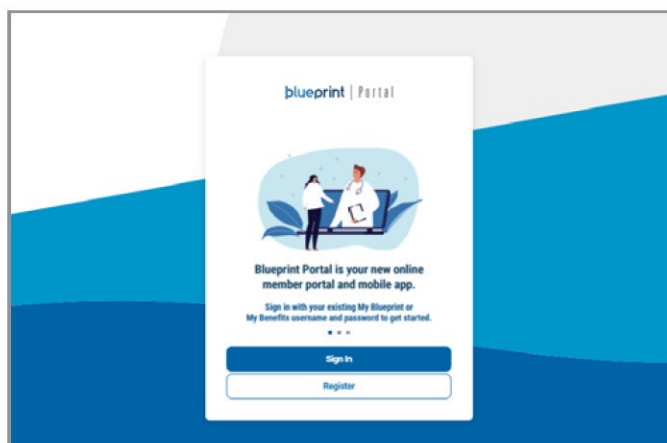 blueprint | Portal
Blueprint Portal is your new online
member portal and mobile app.
Sign in with your existing My Blueprint or
My Benefits username and password to get started.
Sign In
Register